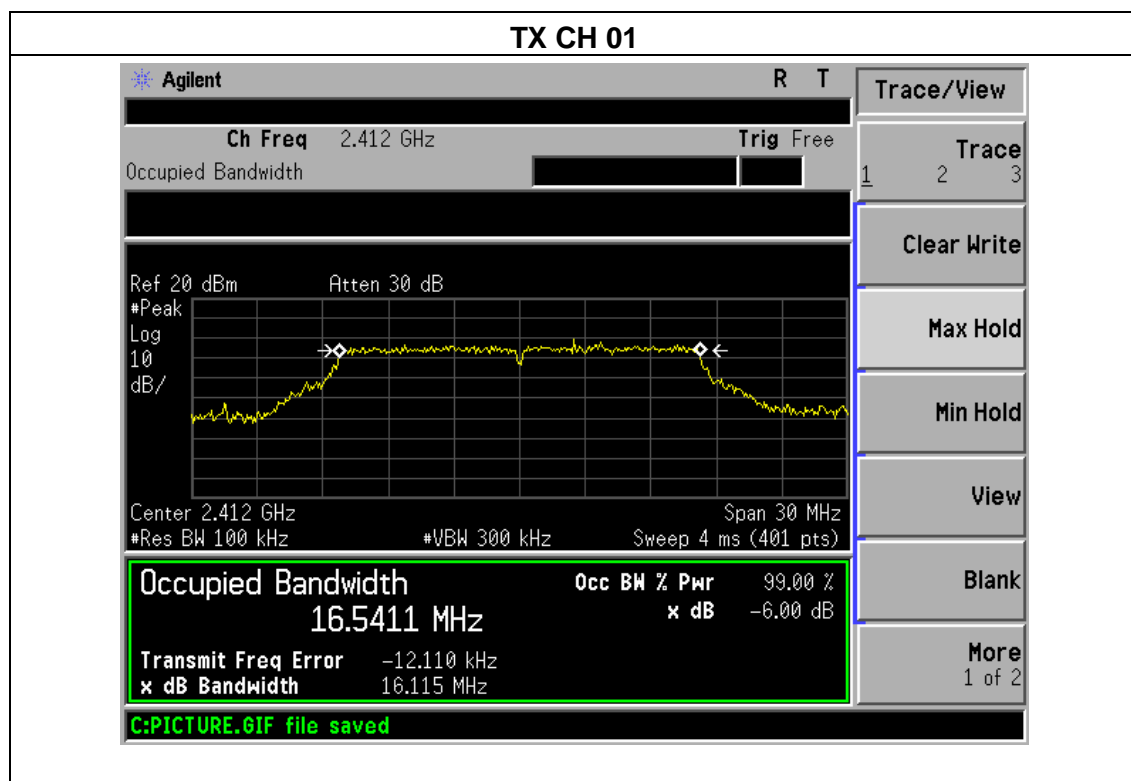 TX CH 01
Agilent R T
Ch Freq 2.412 GHz Trig Free
Occupied Bandwidth
Ref 20 dBm Atten 30 dB
#Peak
Log
10
dB/
Center 2.412 GHz Span 30 MHz
#Res BW 100 kHz #VBW 300 kHz Sweep 4 ms (401 pts)
Occupied Bandwidth Occ BW % Pwr 99.00 %
16.5411 MHz x dB -6.00 dB
Transmit Freq Error -12.110 kHz
x dB Bandwidth 16.115 MHz
C:PICTURE.GIF file saved
Trace/View
Trace
1 2 3
Clear Write
Max Hold
Min Hold
View
Blank
More
1 of 2